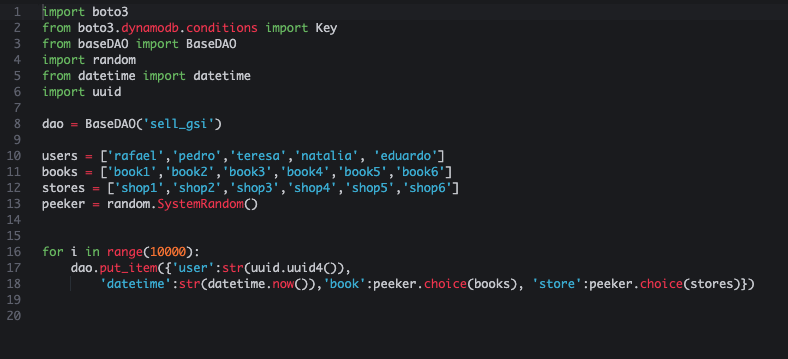 1 import boto3
2 from boto3.dynamodb.conditions import Key
3 from baseDAO import BaseDAO
4 import random
5 from datetime import datetime
6 import uuid
7
8 dao = BaseDAO('sell_gsi')
9
10 users = ['rafael','pedro','teresa','natalia', 'eduardo']
11 books = ['book1','book2','book3','book4','book5','book6']
12 stores = ['shop1','shop2','shop3','shop4','shop5','shop6']
13 peeker = random.SystemRandom()
14
15
16 for i in range(10000):
17     dao.put_item({'user':str(uuid.uuid4()),
18         'datetime':str(datetime.now()),'book':peeker.choice(books), 'store':peeker.choice(stores)})
19
20